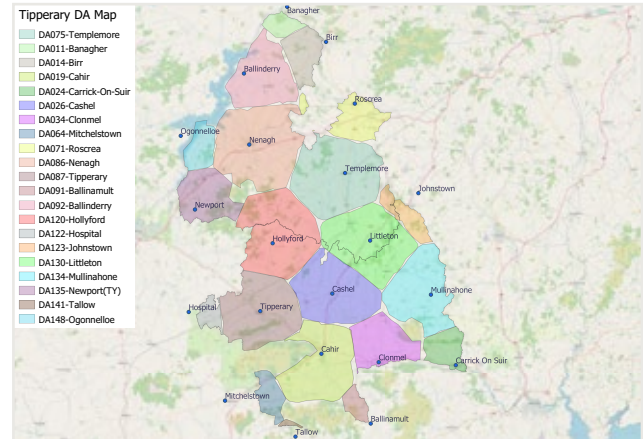 Tipperary DA Map
DA075-Templemore
DA011-Banagher
DA014-Birr
DA019-Cahir
DA024-Carrick-On-Suir
DA026-Cashel
DA034-Clonmel
DA064-Mitchelstown
DA071-Roscrea
DA086-Nenagh
DA087-Tipperary
DA091-Ballinamult
DA092-Ballinderry
DA120-Hollyford
DA122-Hospital
DA123-Johnstown
DA130-Littleton
DA134-Mullinahone
DA135-Newport(TY)
DA141-Tallow
DA148-Ogonnelloe
Banagher
Birr
Ballinderry
Roscrea
Ogonnelloe
Nenagh
Templemore
Johnstown
Newport
Hollyford
Littleton
Cashel
Mullinahone
Hospital
Tipperary
Cahir
Clonmel
Carrick On Suir
Mitchelstown
Ballinamult
Tallow